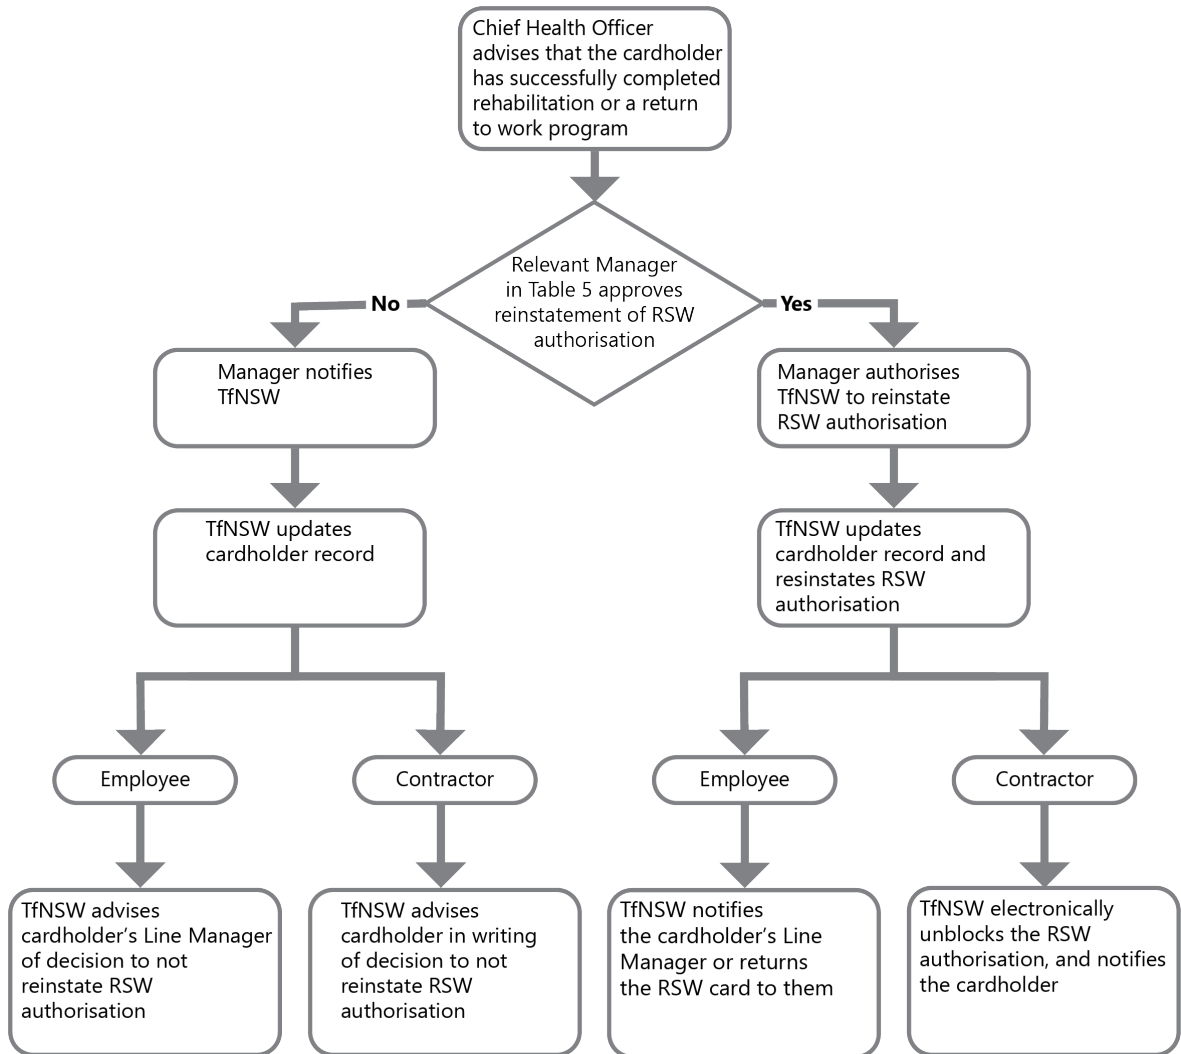 Chief Health Officer
advises that the cardholder
has successfully completed
rehabilitation or a return
to work program
Relevant Manager
in Table 5 approves
reinstatement of RSW
authorisation
No
Yes
Manager notifies
TfNSW
Manager authorises
TfNSW to reinstate
RSW authorisation
TfNSW updates
cardholder record
TfNSW updates
cardholder record and
resinstates RSW
authorisation
Employee
Contractor
Employee
Contractor
TfNSW advises
cardholder's Line Manager
of decision to not
reinstate RSW
authorisation
TfNSW advises
cardholder in writing
of decision to not
reinstate RSW
authorisation
TfNSW notifies
the cardholder's Line
Manager or returns
the RSW card to them
TfNSW electronically
unblocks the RSW
authorisation, and notifies
the cardholder